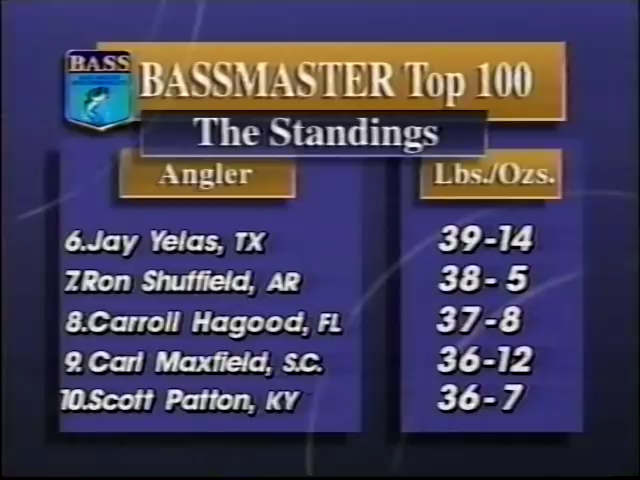 BASS
BASSMASTER Top 100
The Standings
Angler Lbs./Ozs.
6.Jay Yelas, TX 39-14
7.Ron Shuffield, AR 38-5
8.Carroll Hagood, FL 37-8
9. Carl Maxfield, S.C. 36-12
10.Scott Patton, KY 36-7